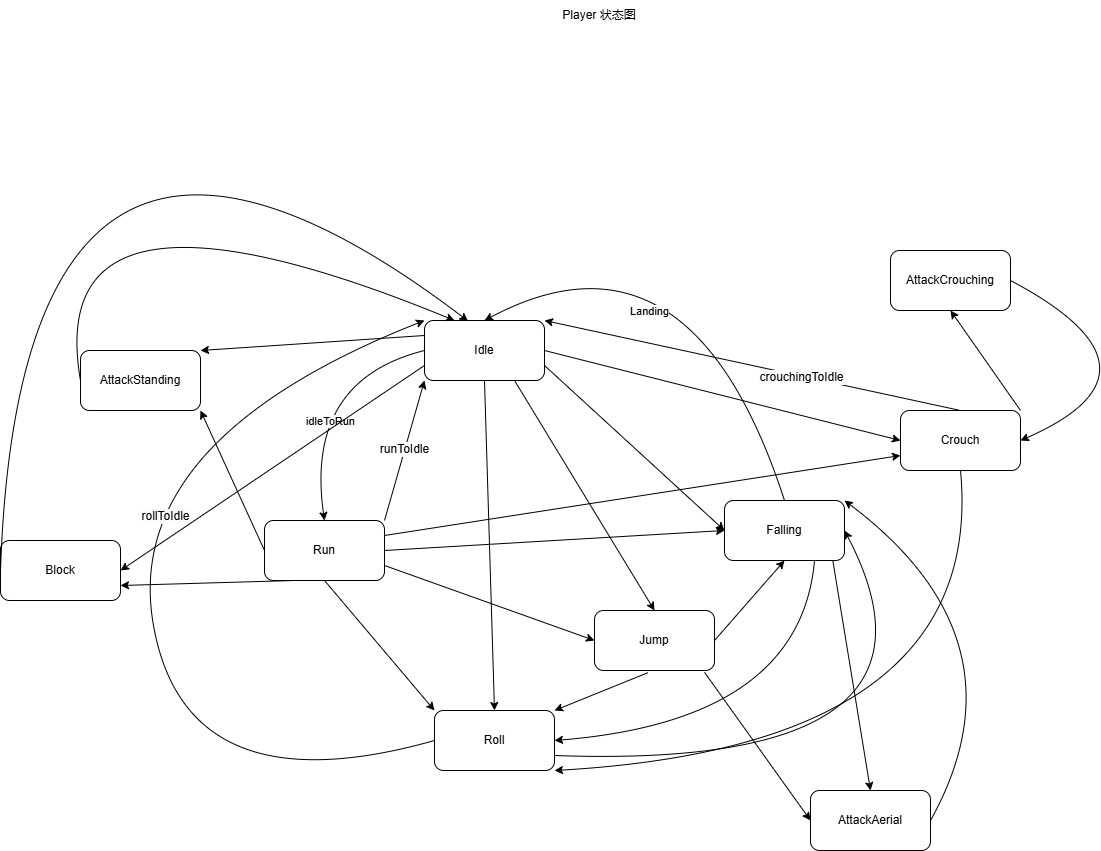 Player 状态图
AttackCrouching
Landing
Idle
AttackStanding
crouchingToIdle
idleToRun
Crouch
runToIdle
rollToIdle
Falling
Run
Block
Jump
Roll
AttackAerial